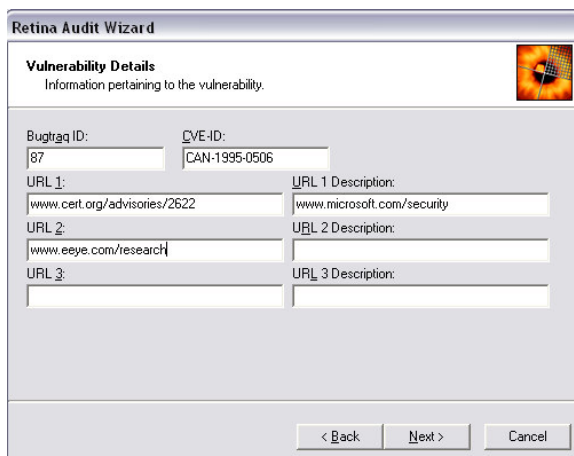 Retina Audit Wizard
Vulnerability Details
Information pertaining to the vulnerability.
Bugtraq ID: CVE-ID:
87 CAN-1995-0506
URL 1: URL 1 Description:
www.cert.org/advisories/2622 www.microsoft.com/security
URL 2: URL 2 Description:
www.eeye.com/research
URL 3: URL 3 Description:
< Back Next > Cancel